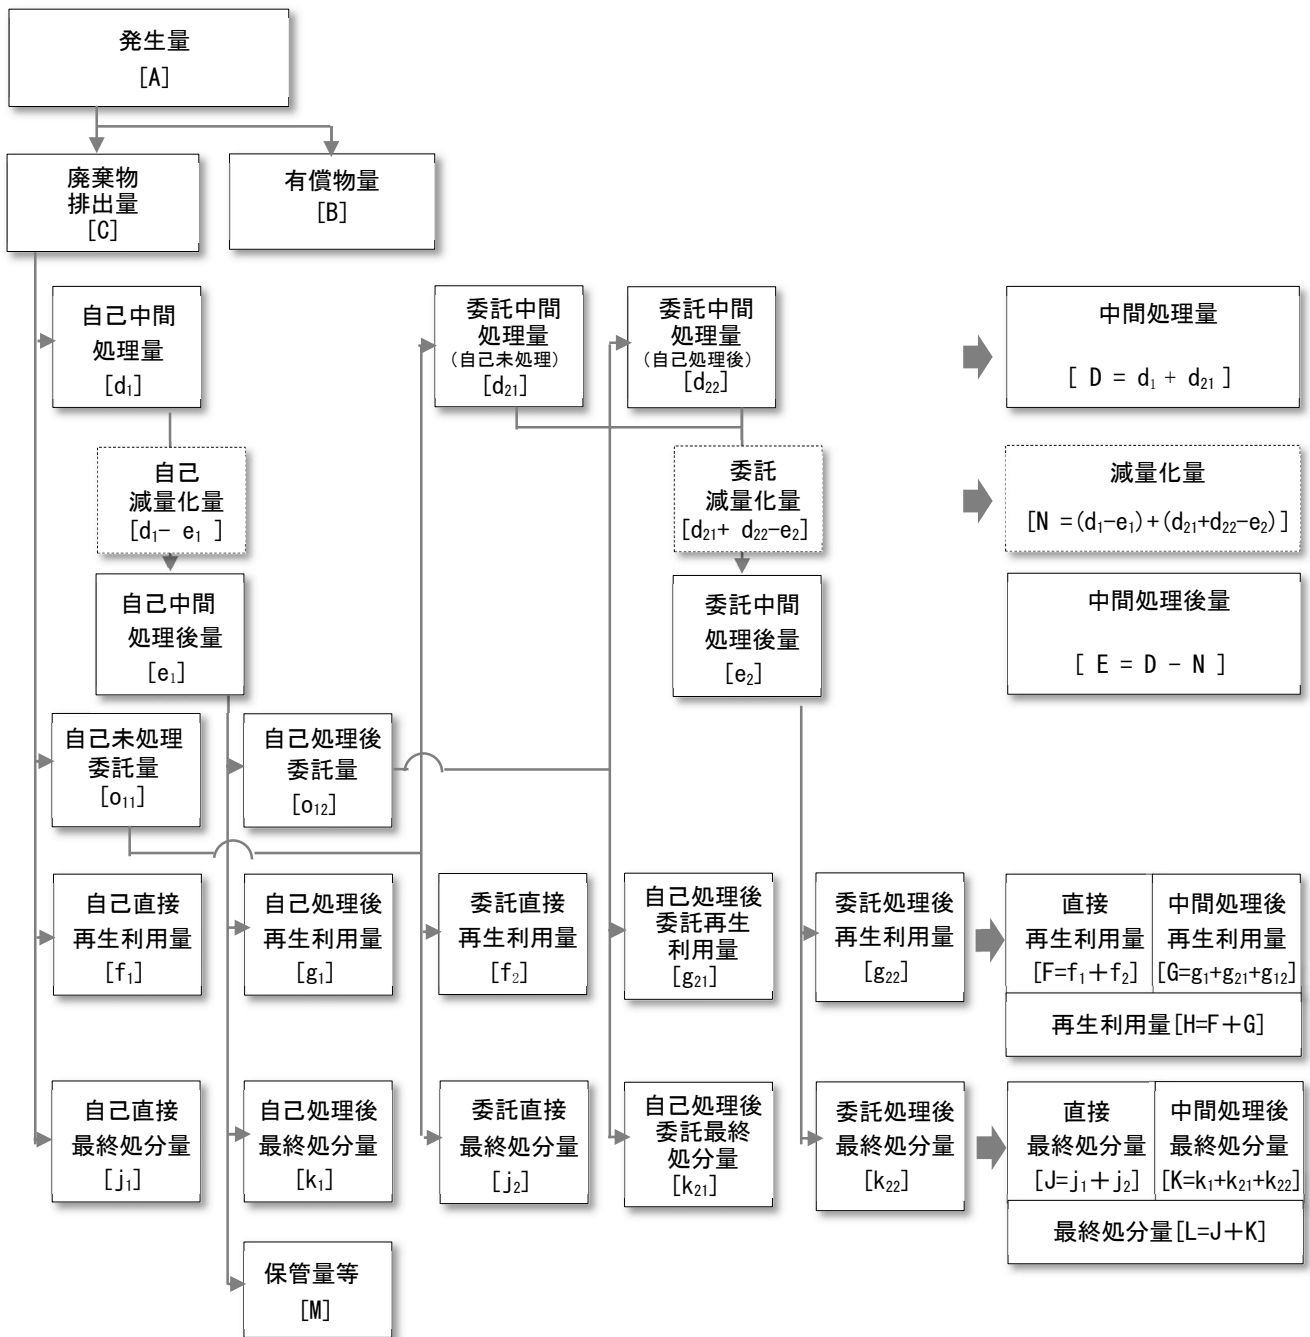 発生量
[A]
廃棄物
排出量
[C]
有償物量
[B]
自己中間
処理量
[d₁]
委託中間
処理量
(自己未処理)
[d₂₁]
委託中間
処理量
(自己処理後)
[d₂₂]
中間処理量
[ D = d₁ + d₂₁ ]
自己
減量化量
[d₁− e₁ ]
委託
減量化量
[d₂₁+ d₂₂−e₂]
減量化量
[N =(d₁−e₁)+(d₂₁+d₂₂−e₂)]
自己中間
処理後量
[e₁]
委託中間
処理後量
[e₂]
中間処理後量
[ E = D − N ]
自己未処理
委託量
[o₁₁]
自己処理後
委託量
[o₁₂]
自己直接
再生利用量
[f₁]
自己処理後
再生利用量
[g₁]
委託直接
再生利用量
[f₂]
自己処理後
委託再生
利用量
[g₂₁]
委託処理後
再生利用量
[g₂₂]
直接
再生利用量
[F=f₁＋f₂]
中間処理後
再生利用量
[G=g₁+g₂₁+g₁₂]
再生利用量[H=F＋G]
自己直接
最終処分量
[j₁]
自己処理後
最終処分量
[k₁]
委託直接
最終処分量
[j₂]
自己処理後
委託最終
処分量
[k₂₁]
委託処理後
最終処分量
[k₂₂]
直接
最終処分量
[J=j₁＋j₂]
中間処理後
最終処分量
[K=k₁+k₂₁+k₂₂]
最終処分量[L=J＋K]
保管量等
[M]